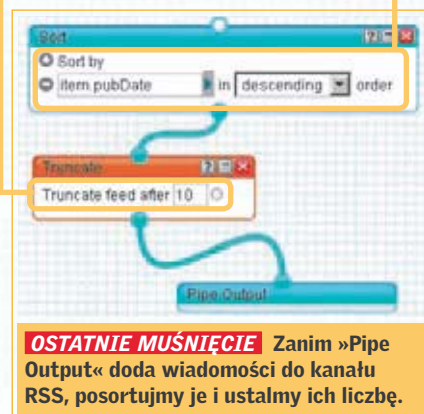 Sort
Sort by
item.pubDate in descending order
Truncate
Truncate feed after 10
Pipe Output
OSTATNIE MUŚNIĘCIE Zanim »Pipe
Output« doda wiadomości do kanału
RSS, posortujmy je i ustalmy ich liczbę.